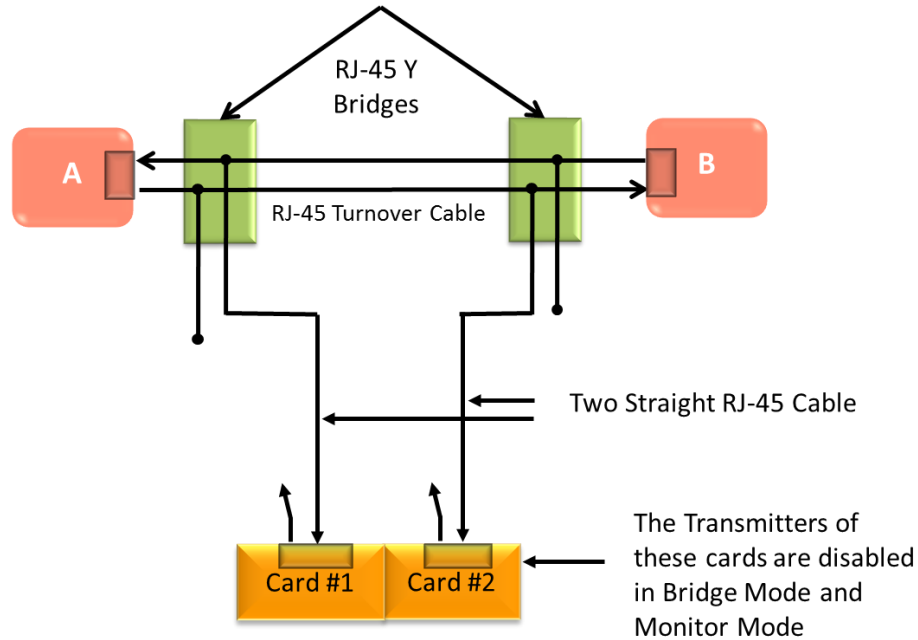 RJ-45 Y
Bridges
A
B
RJ-45 Turnover Cable
Two Straight RJ-45 Cable
Card #1
Card #2
The Transmitters of
these cards are disabled
in Bridge Mode and
Monitor Mode